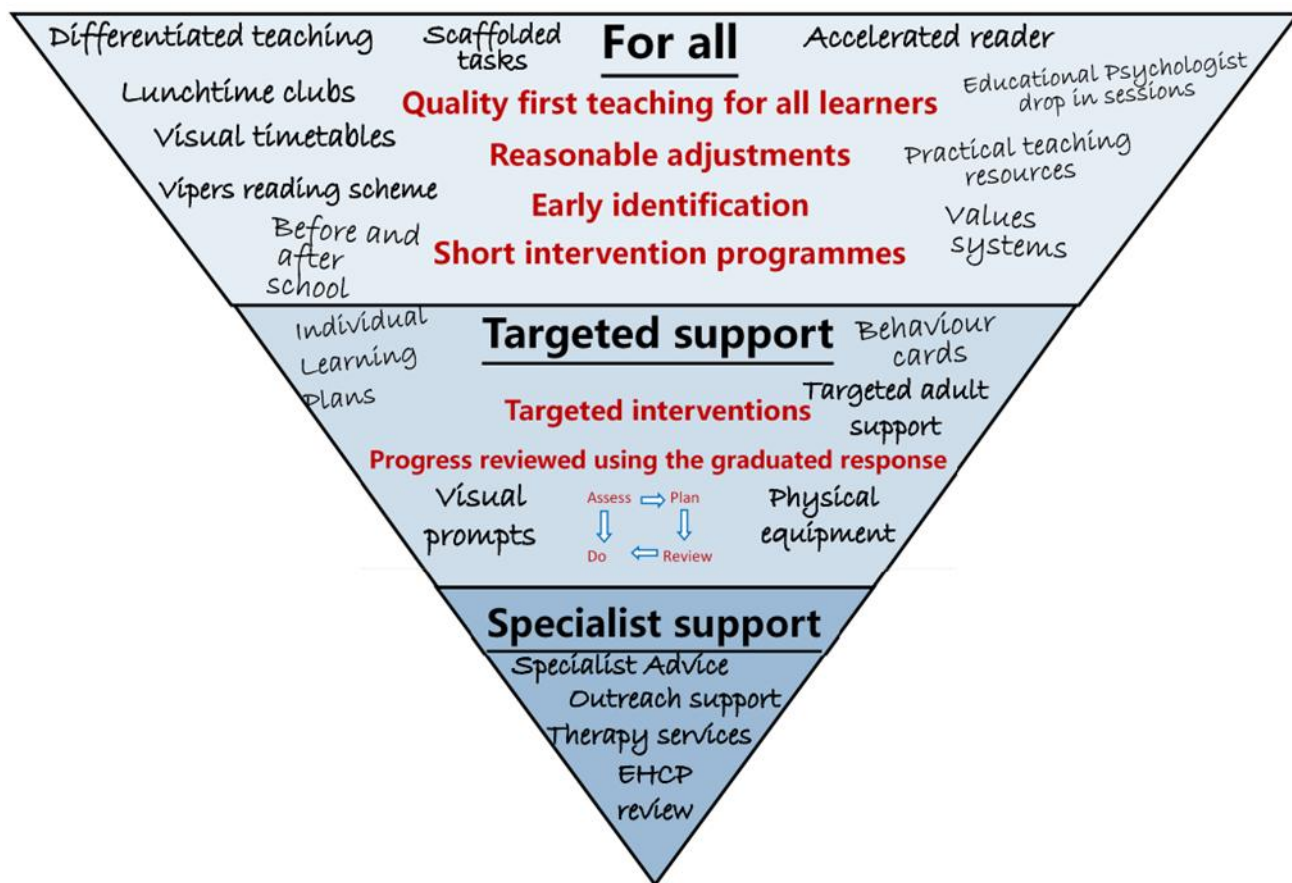 For all
Differentiated teaching
Scaffolded
tasks
Accelerated reader
Lunchtime clubs
Quality first teaching for all learners
Educational Psychologist
drop in sessions
Visual timetables
Reasonable adjustments
Practical teaching
resources
Vipers reading scheme
Early identification
Values
systems
Before and
after
school
Short intervention programmes
Targeted support
Individual
Learning
Plans
Behaviour
cards
Targeted interventions
Targeted adult
support
Progress reviewed using the graduated response
Visual
prompts
Assess Plan
Do Review
Physical
equipment
Specialist support
Specialist Advice
Outreach support
Therapy services
EHCP
review